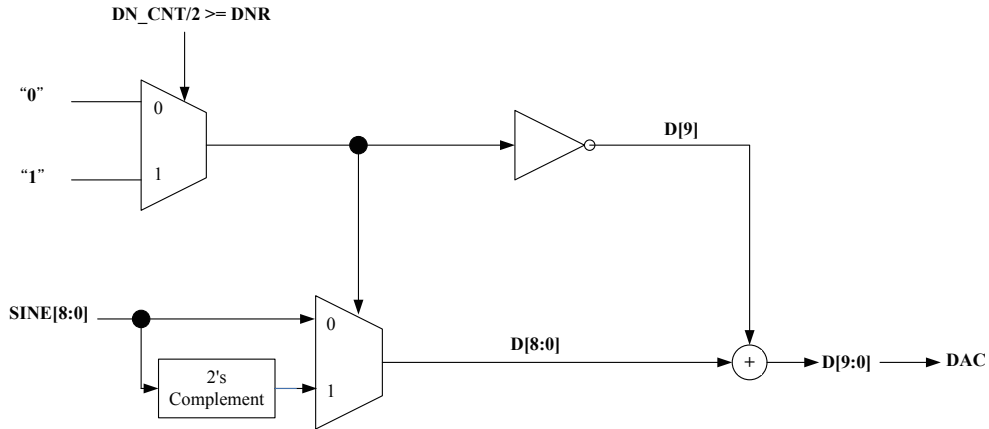 DN_CNT/2 >= DNR
“0”
0
“1”
1
D[9]
SINE[8:0]
0
2's
Complement
1
D[8:0]
+
D[9:0]
DAC